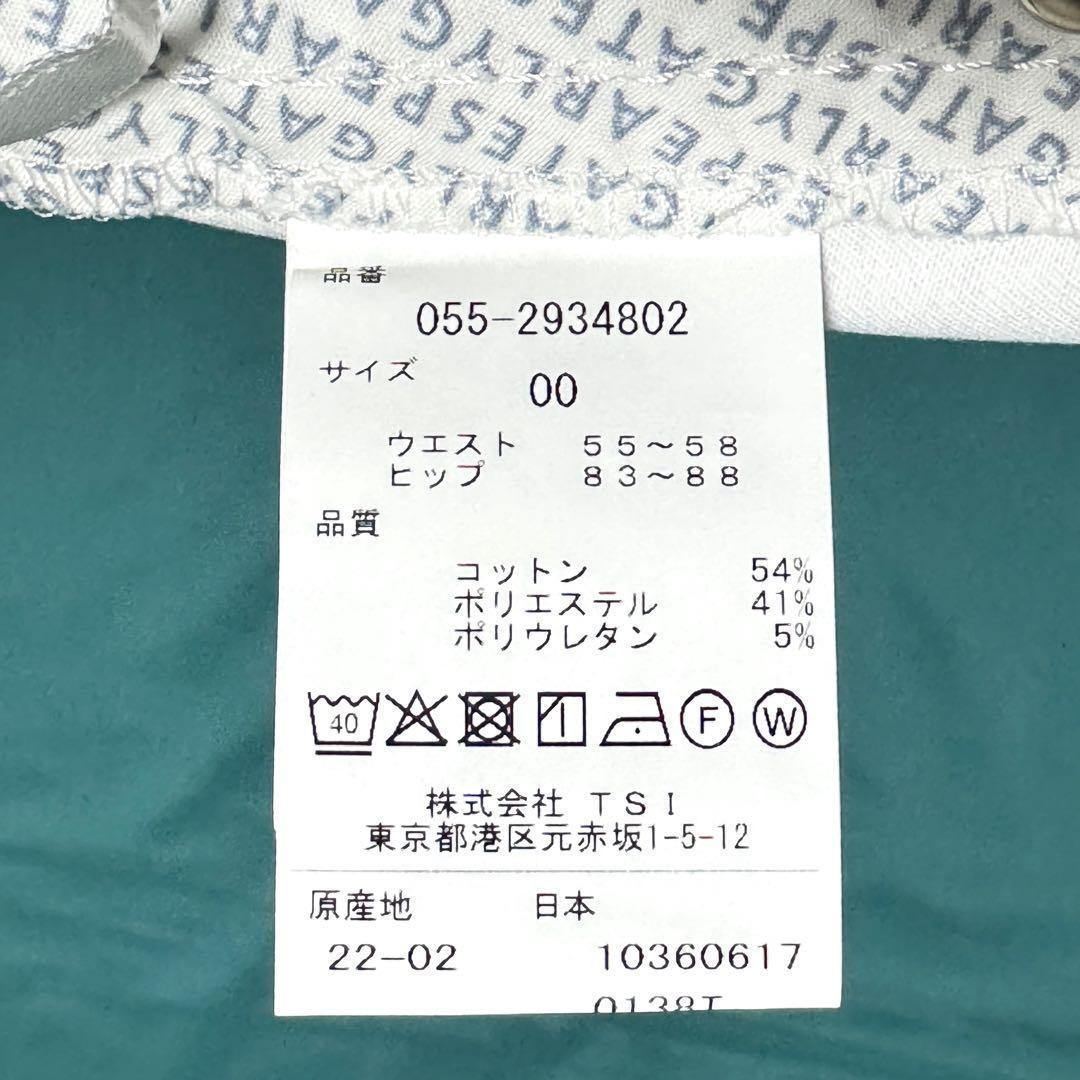 PEARLY GATES
品番
055-2934802
サイズ
00
ウエスト 55～58
ヒップ 83～88
品質
コットン 54%
ポリエステル 41%
ポリウレタン 5%
40
F
W
株式会社 TSI
東京都港区元赤坂1-5-12
原産地 日本
22-02 10360617